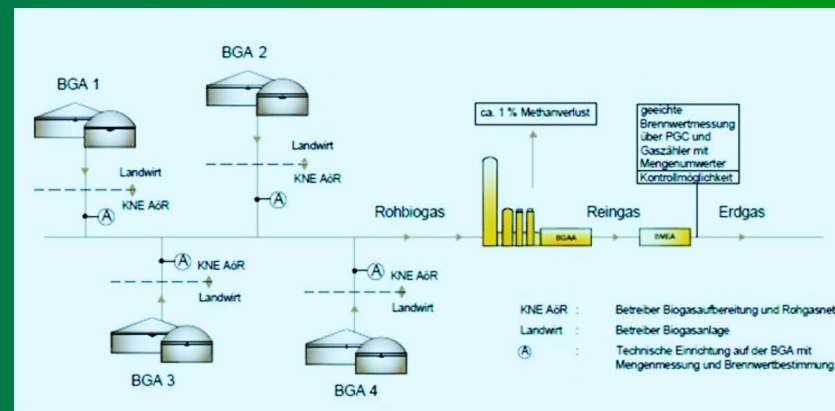 BGA 1
BGA 2
Landwirt
KNE AöR
A
Landwirt
KNE AöR
A
ca. 1 % Methanverlust
geeichte
Brennwertmessung
über PGC und
Gaszähler mit
Mengenumwerter
Kontrollmöglichkeit
Rohbiogas
BGAA
Reingas
BMEA
Erdgas
A
KNE AöR
Landwirt
BGA 3
A
KNE AöR
Landwirt
BGA 4
KNE AöR : Betreiber Biogasaufbereitung und Rohgasnet
Landwirt : Betreiber Biogasanlage
A : Technische Einrichtung auf der BGA mit
Mengenmessung und Brennwertbestimmung